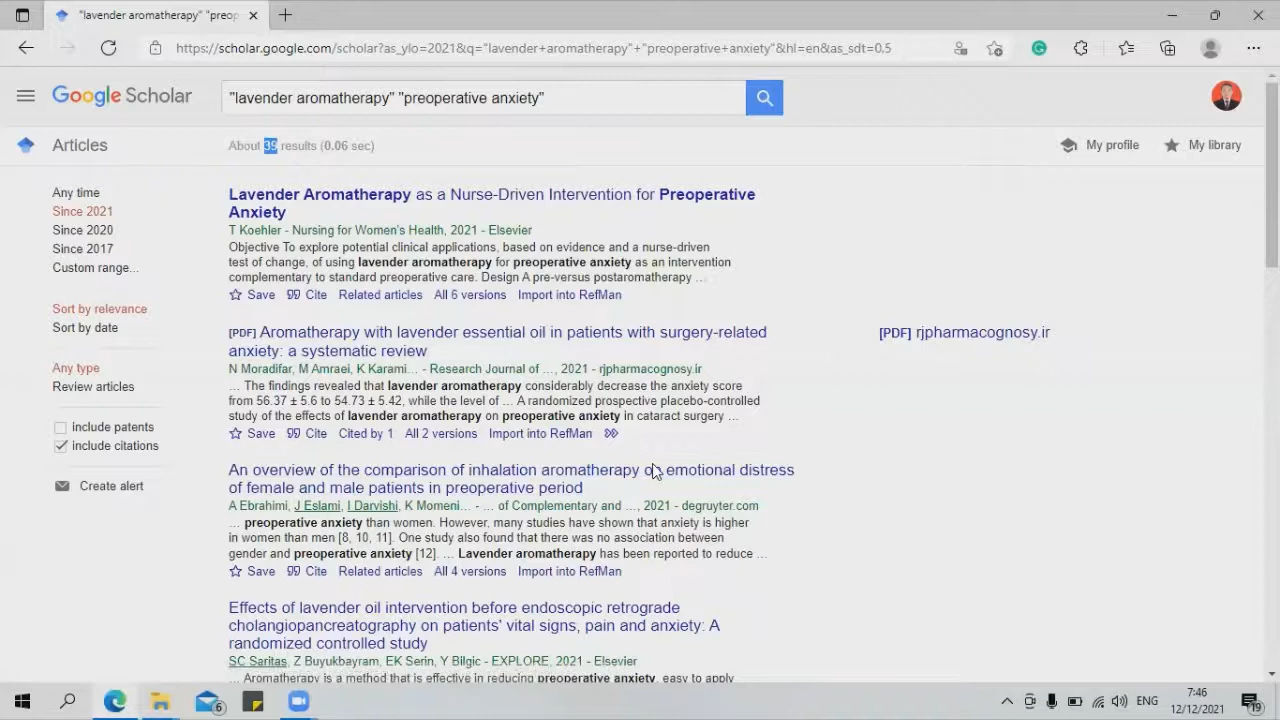 "lavender aromatherapy" "preop
https://scholar.google.com/scholar?as_ylo=2021&q="lavender+aromatherapy"+"preoperative+anxiety"&hl=en&as_sdt=0.5
Google Scholar
"lavender aromatherapy" "preoperative anxiety"
Articles
About 39 results (0.06 sec)
My profile
My library
Any time
Since 2021
Since 2020
Since 2017
Custom range...
Sort by relevance
Sort by date
Any type
Review articles
include patents
include citations
Create alert
Lavender Aromatherapy as a Nurse-Driven Intervention for Preoperative
Anxiety
T Koehler - Nursing for Women's Health, 2021 - Elsevier
Objective To explore potential clinical applications, based on evidence and a nurse-driven
test of change, of using lavender aromatherapy for preoperative anxiety as an intervention
complementary to standard preoperative care. Design A pre-versus postaromatherapy ...
Save Cite Related articles All 6 versions Import into RefMan
[PDF] Aromatherapy with lavender essential oil in patients with surgery-related
anxiety: a systematic review
[PDF] rjpharmacognosy.ir
N Moradifar, M Amraei, K Karami... - Research Journal of ..., 2021 - rjpharmacognosy.ir
... The findings revealed that lavender aromatherapy considerably decrease the anxiety score
from 56.37 ± 5.6 to 54.73 ± 5.42, while the level of ... A randomized prospective placebo-controlled
study of the effects of lavender aromatherapy on preoperative anxiety in cataract surgery ...
Save Cite Cited by 1 All 2 versions Import into RefMan
An overview of the comparison of inhalation aromatherapy on emotional distress
of female and male patients in preoperative period
A Ebrahimi, J Eslami, I Darvishi, K Momeni... - ... of Complementary and ..., 2021 - degruyter.com
... preoperative anxiety than women. However, many studies have shown that anxiety is higher
in women than men [8, 10, 11]. One study also found that there was no association between
gender and preoperative anxiety [12]. ... Lavender aromatherapy has been reported to reduce ...
Save Cite Related articles All 4 versions Import into RefMan
Effects of lavender oil intervention before endoscopic retrograde
cholangiopancreatography on patients' vital signs, pain and anxiety: A
randomized controlled study
SC Saritas, Z Buyukbayram, EK Serin, Y Bilgic - EXPLORE, 2021 - Elsevier
... Aromatherapy is a method that is effective in reducing preoperative anxiety, easy to apply
6
ENG
7:46
12/12/2021
19